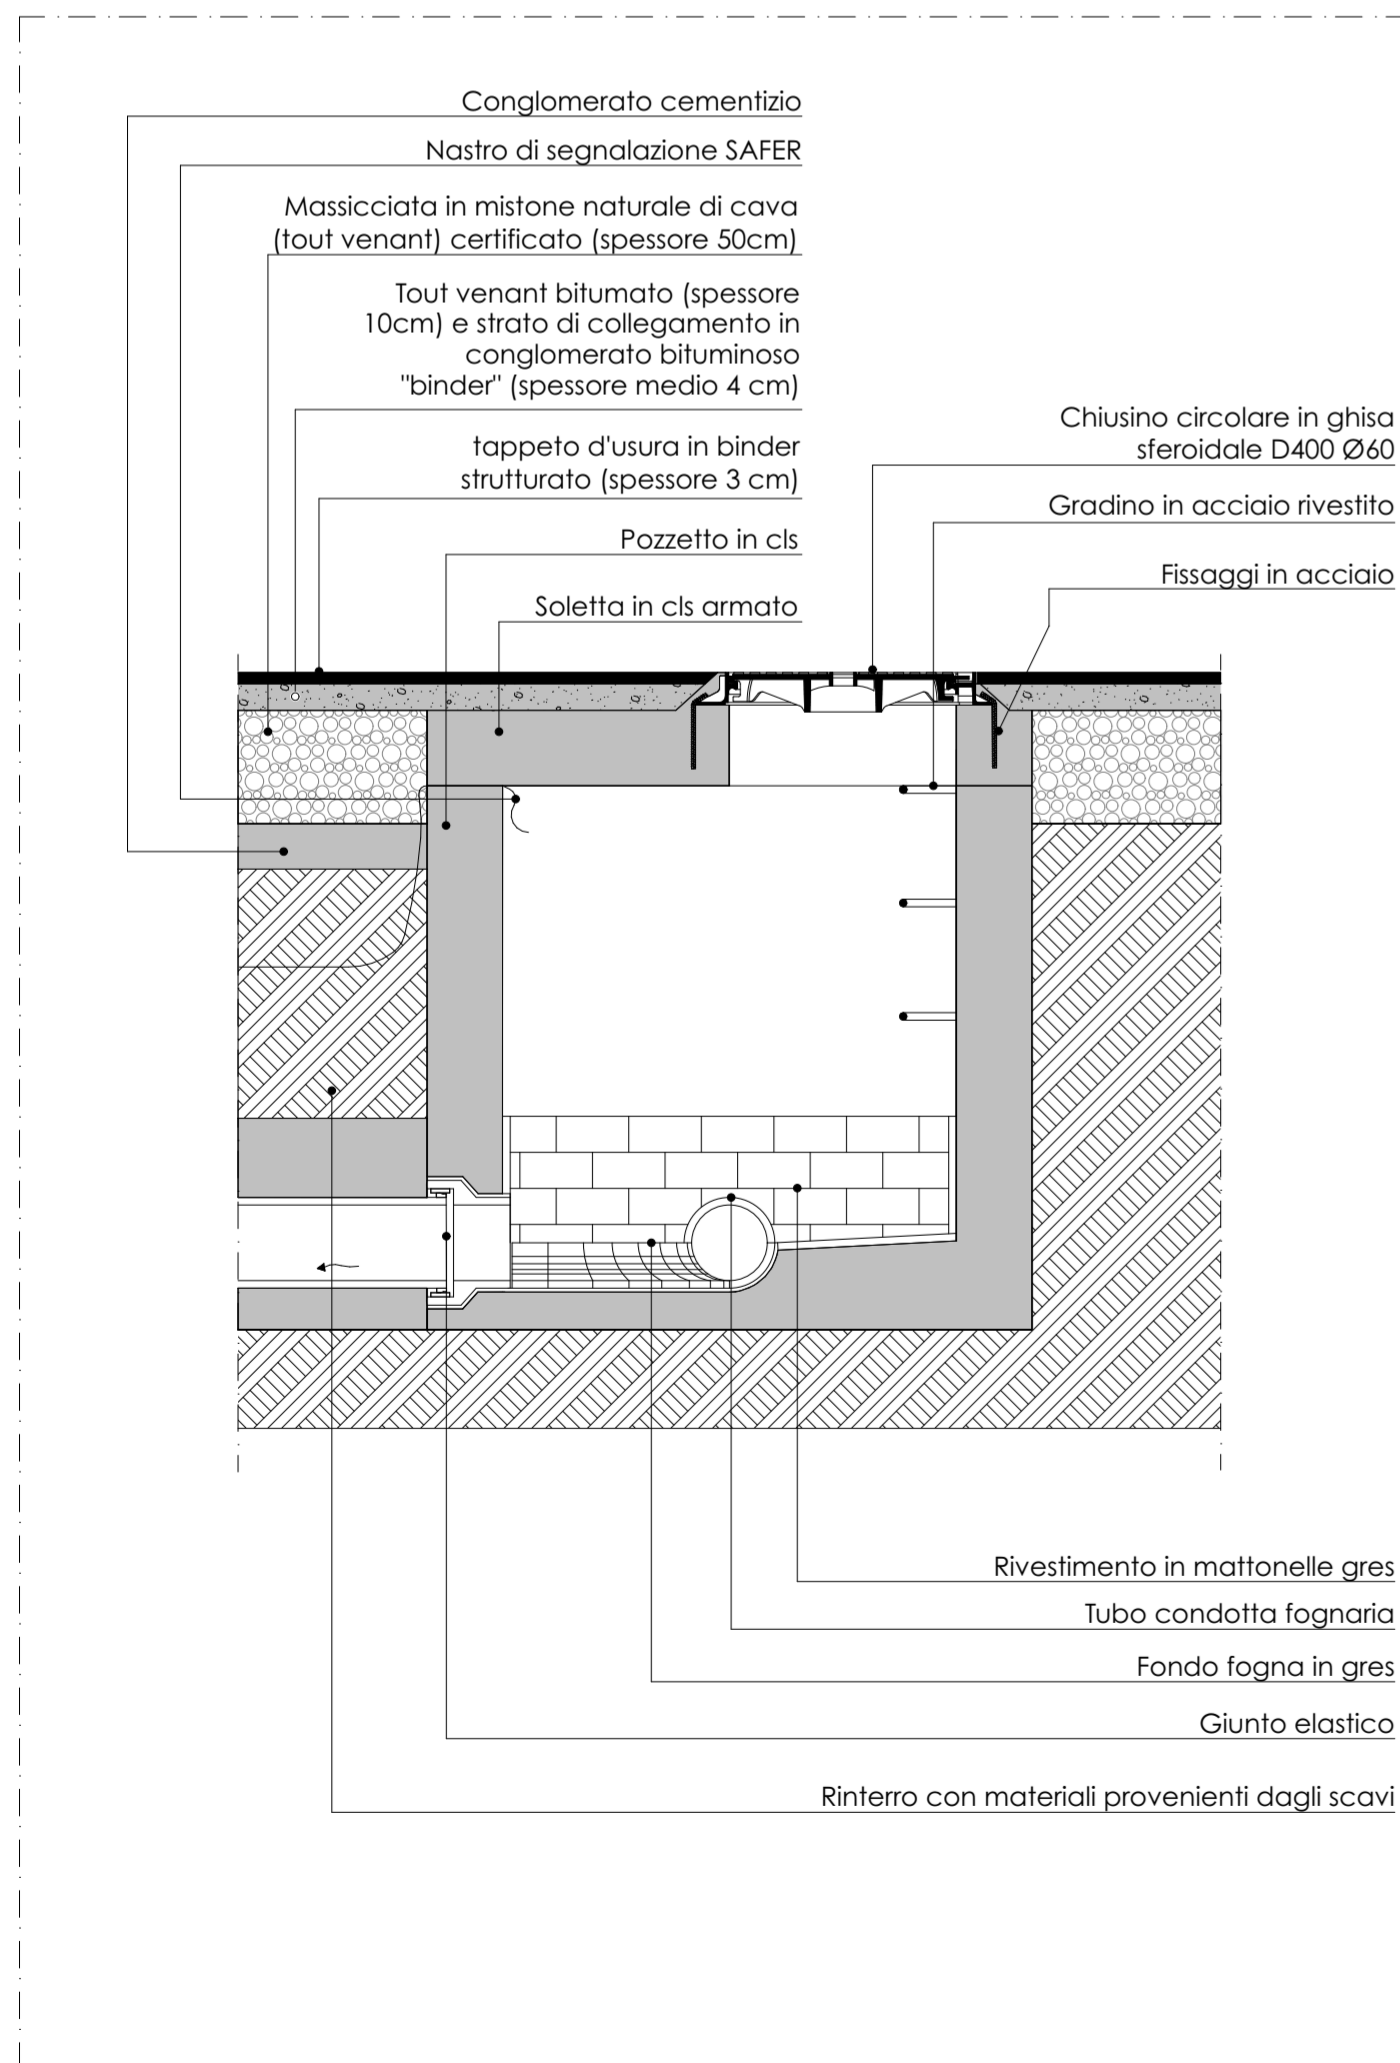 Conglomerato cementizio
Nastro di segnalazione SAFER
Massicciata in mistone naturale di cava
(tout venant) certificato (spessore 50cm)
Tout venant bitumato (spessore
10cm) e strato di collegamento in
conglomerato bituminoso
"binder" (spessore medio 4 cm)
tappeto d'usura in binder
strutturato (spessore 3 cm)
Pozzetto in cls
Soletta in cls armato
Chiusino circolare in ghisa
sferoidale D400 Ø60
Gradino in acciaio rivestito
Fissaggi in acciaio
Rivestimento in mattonelle gres
Tubo condotta fognaria
Fondo fogna in gres
Giunto elastico
Rinterro con materiali provenienti dagli scavi